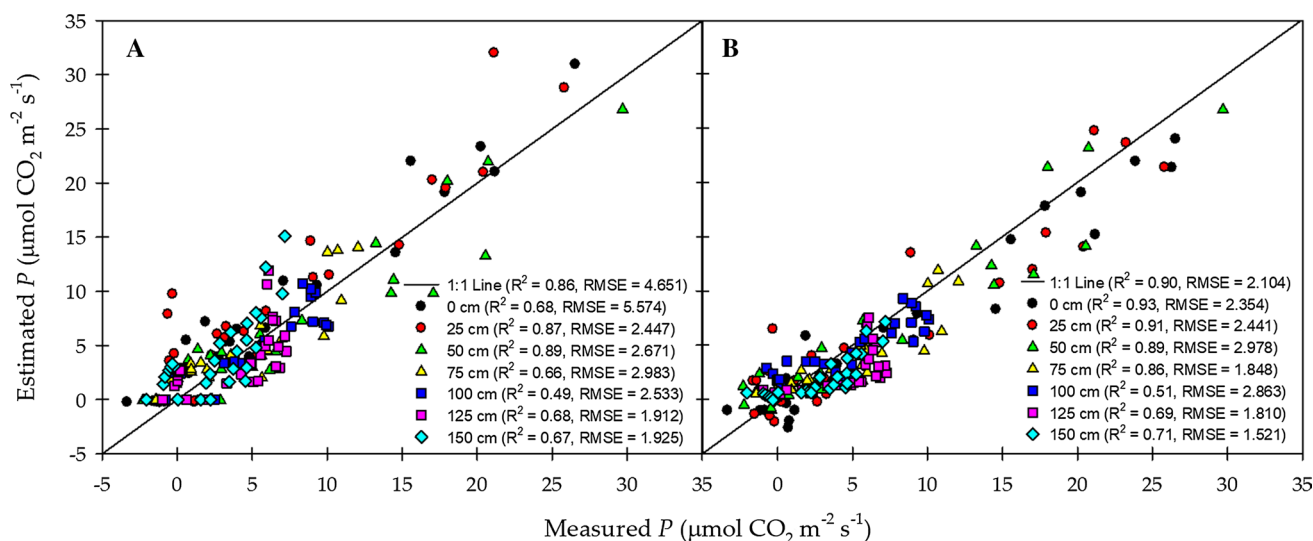 A
B
Estimated P (μmol CO2 m-2 s-1)
35
30
25
20
15
10
5
0
-5
1:1 Line (R2 = 0.86, RMSE = 4.651)
0 cm (R2 = 0.68, RMSE = 5.574)
25 cm (R2 = 0.87, RMSE = 2.447)
50 cm (R2 = 0.89, RMSE = 2.671)
75 cm (R2 = 0.66, RMSE = 2.983)
100 cm (R2 = 0.49, RMSE = 2.533)
125 cm (R2 = 0.68, RMSE = 1.912)
150 cm (R2 = 0.67, RMSE = 1.925)
1:1 Line (R2 = 0.90, RMSE = 2.104)
0 cm (R2 = 0.93, RMSE = 2.354)
25 cm (R2 = 0.91, RMSE = 2.441)
50 cm (R2 = 0.89, RMSE = 2.978)
75 cm (R2 = 0.86, RMSE = 1.848)
100 cm (R2 = 0.51, RMSE = 2.863)
125 cm (R2 = 0.69, RMSE = 1.810)
150 cm (R2 = 0.71, RMSE = 1.521)
-5 0 5 10 15 20 25 30 35 0 5 10 15 20 25 30 35
Measured P (μmol CO2 m-2 s-1)